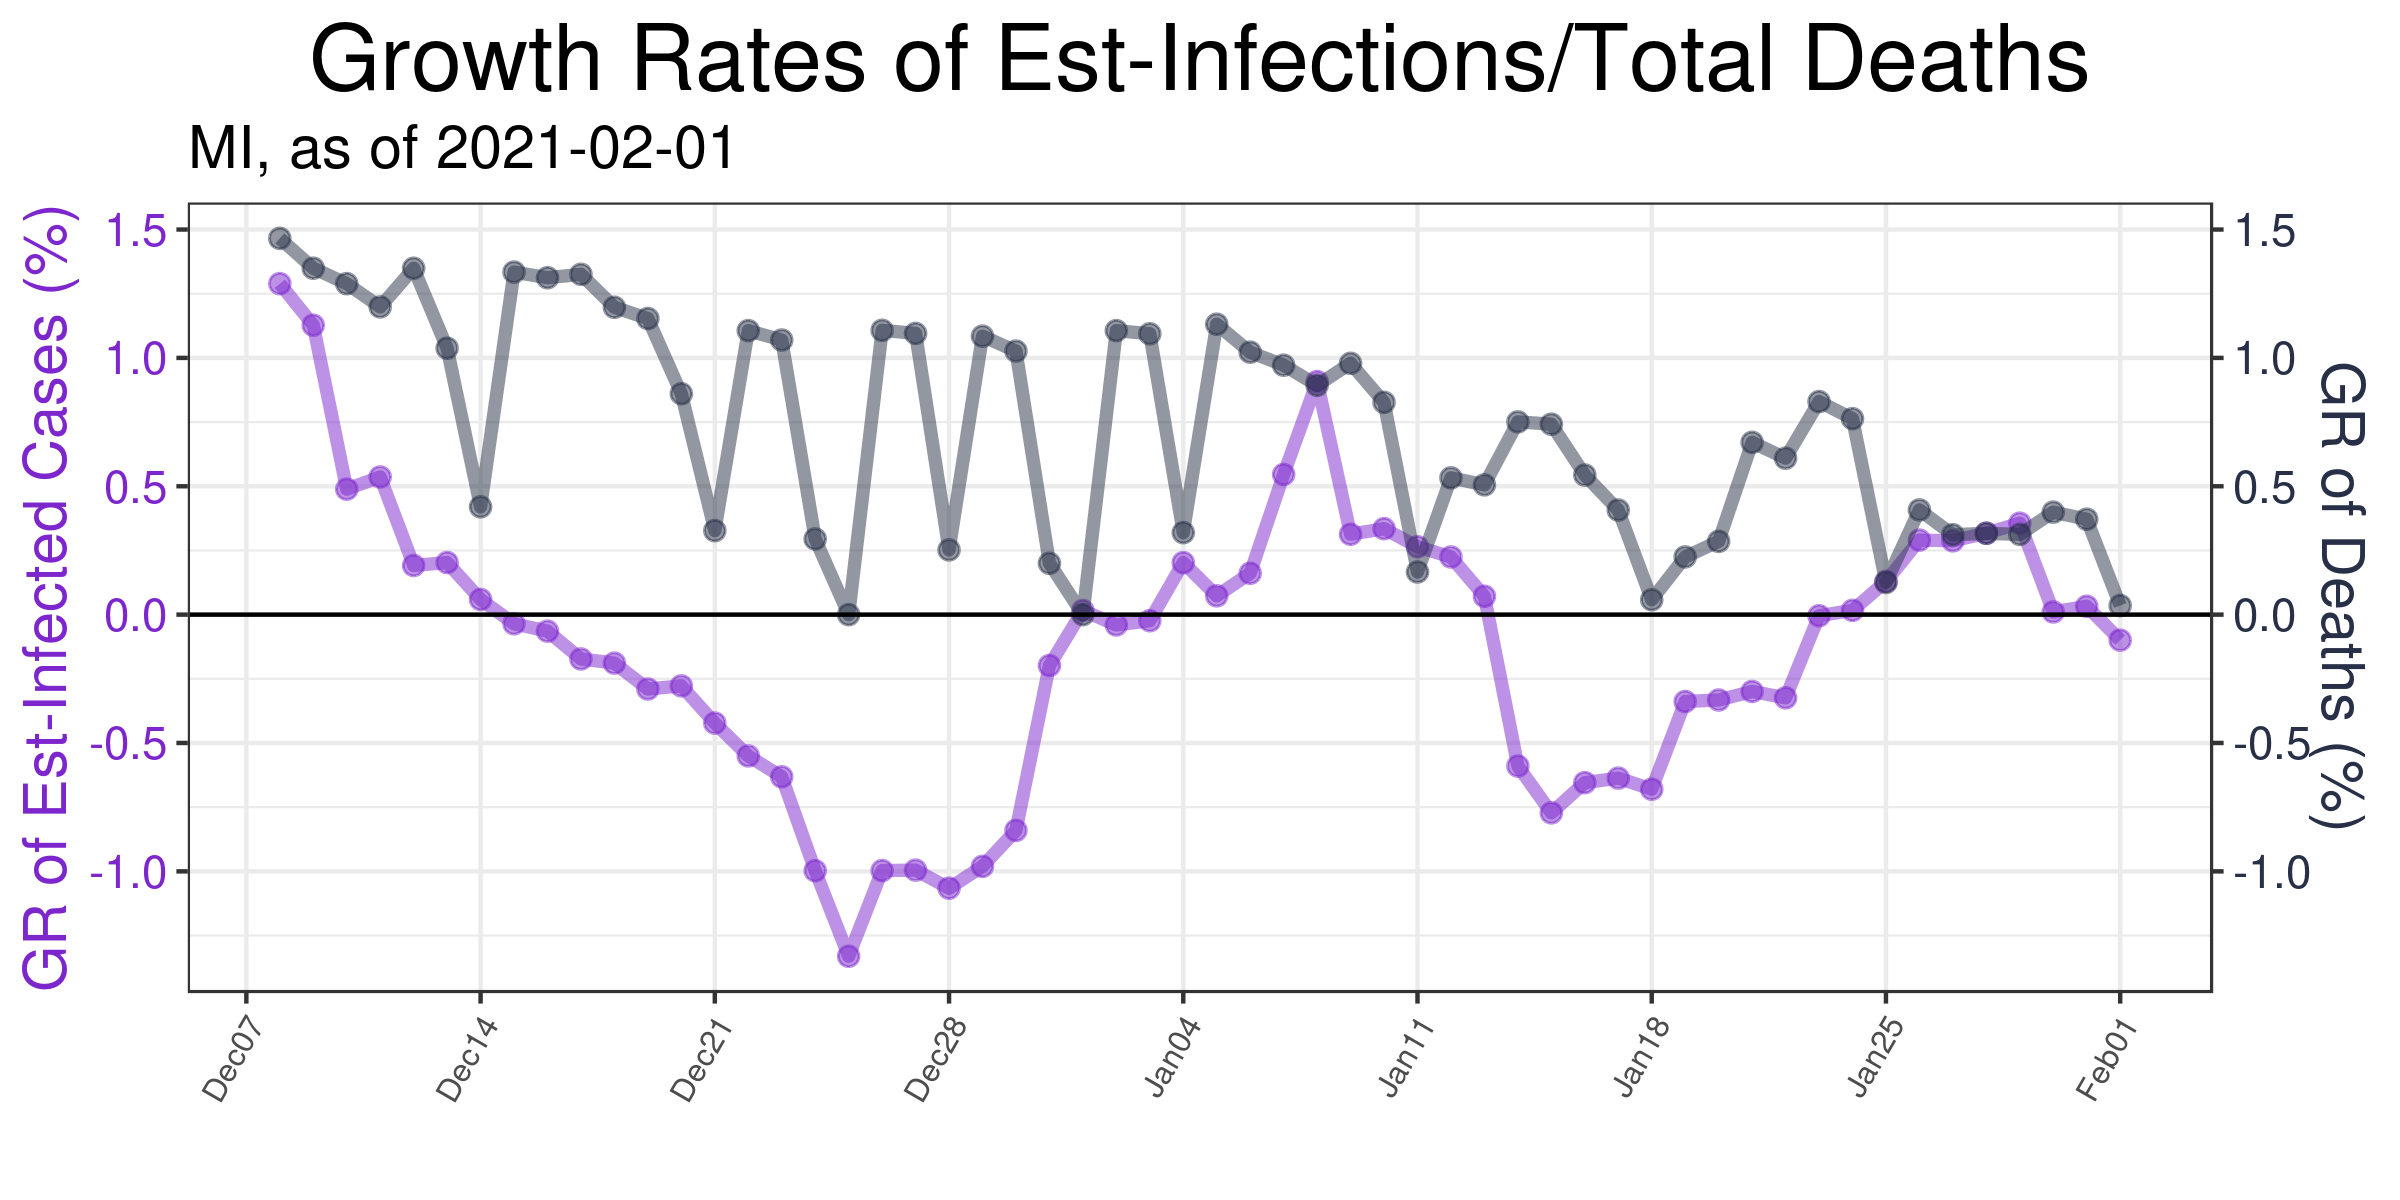 Growth Rates of Est-Infections/Total Deaths
MI, as of 2021-02-01
GR of Est-Infected Cases (%)
1.5
1.0
0.5
0.0
-0.5
-1.0
1.5
1.0
0.5
0.0
-0.5
-1.0
GR of Deaths (%)
Dec07
Dec14
Dec21
Dec28
Jan04
Jan11
Jan18
Jan25
Feb01